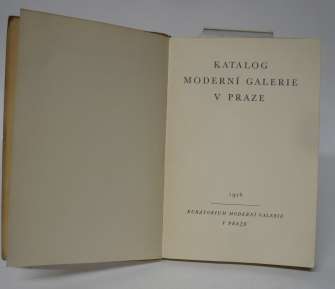 KATALOG
MODERNÍ GALERIE
V PRAZE
1926
KURATORIUM MODERNÍ GALERIE
V PRAZE